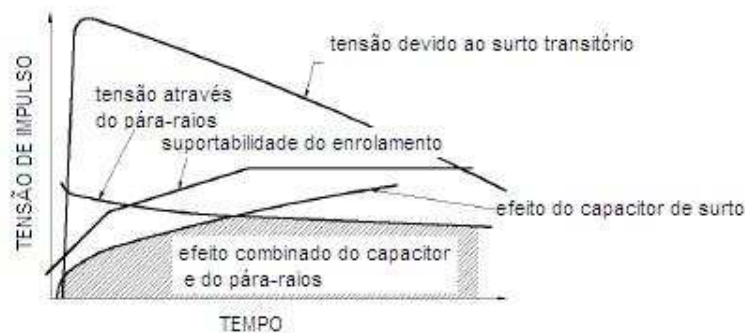 tensão devido ao surto transitório
tensão através
do pára-raios
suportabilidade do enrolamento
TENSÃO DE IMPULSO
efeito do capacitor de surto
efeito combinado do capacitor
e do pára-raios
TEMPO